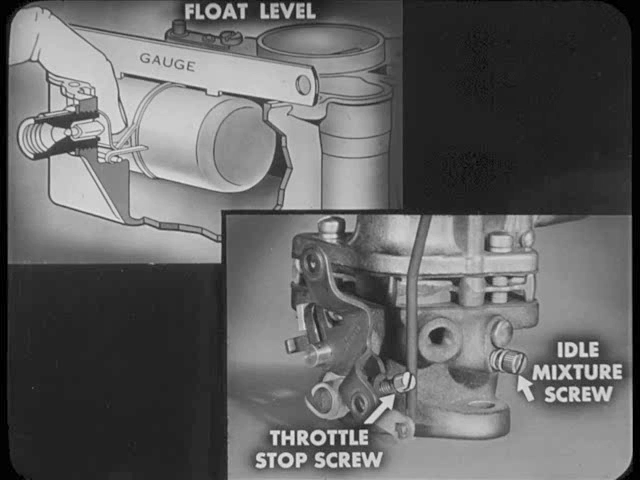 FLOAT LEVEL
GAUGE
THROTTLE
STOP SCREW
IDLE
MIXTURE
SCREW